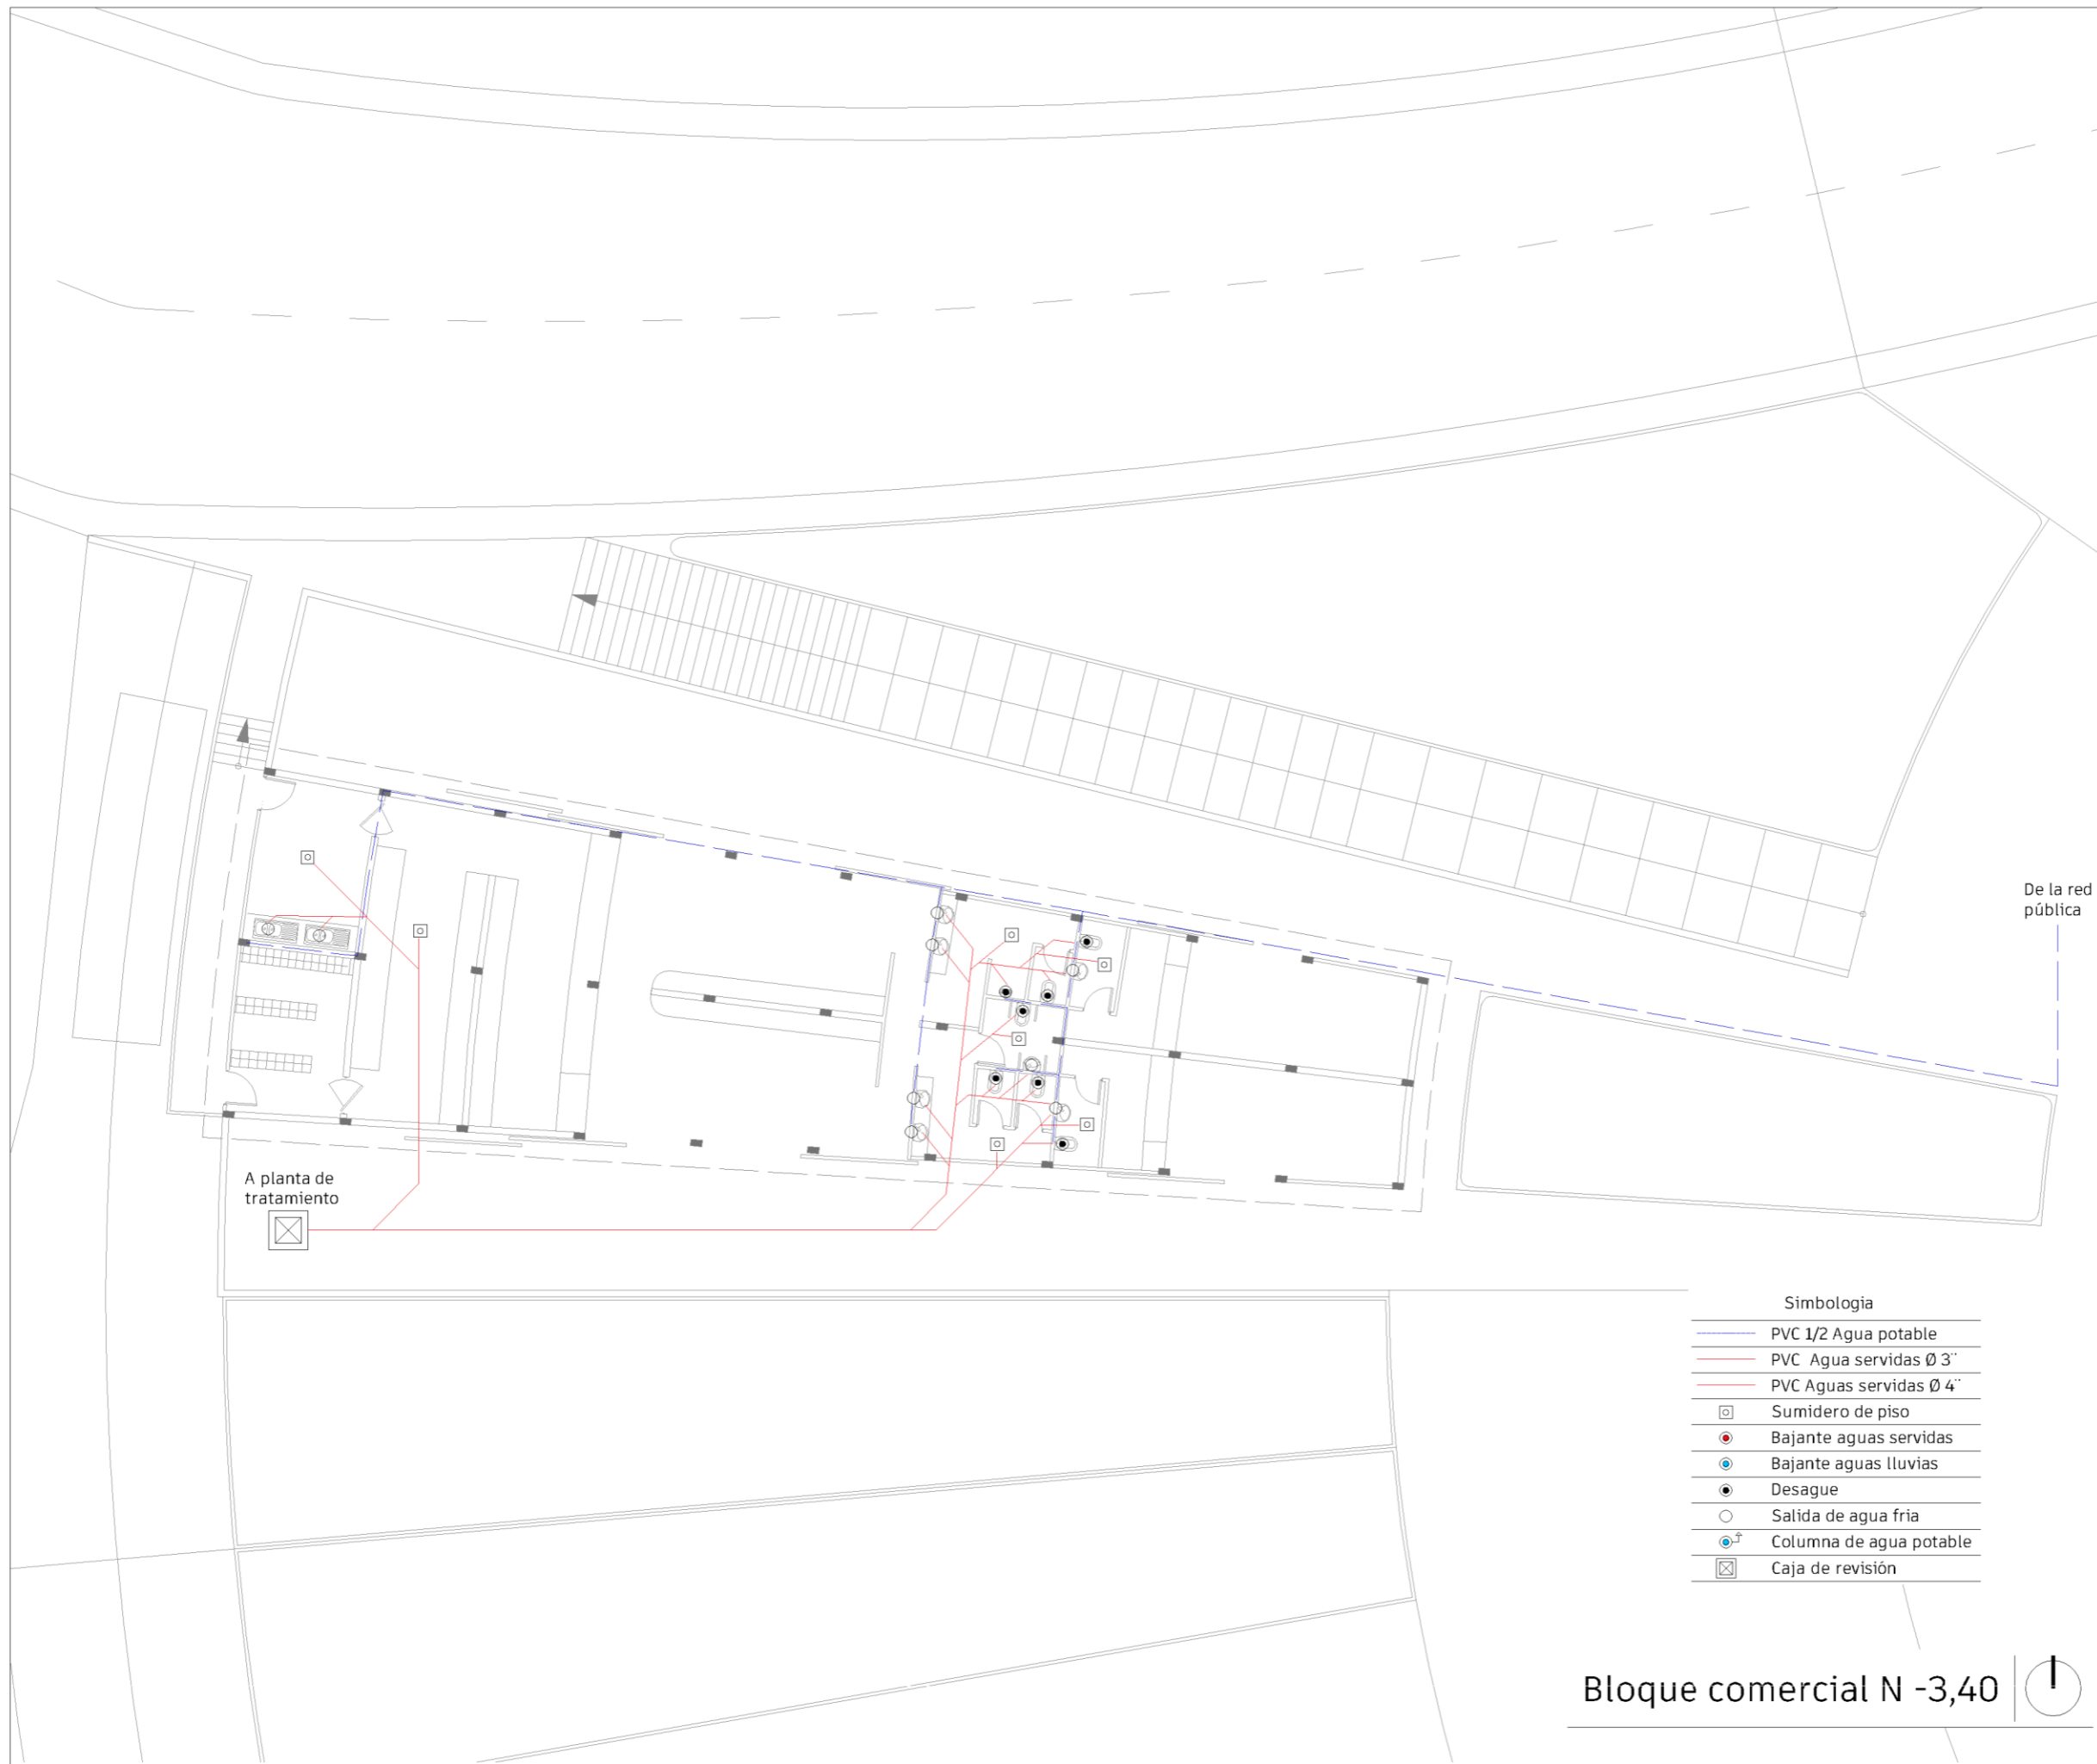 De la red
pública
A planta de
tratamiento
Simbologia
PVC 1/2 Agua potable
PVC Agua servidas Ø 3¨
PVC Aguas servidas Ø 4¨
Sumidero de piso
Bajante aguas servidas
Bajante aguas lluvias
Desague
Salida de agua fria
Columna de agua potable
Caja de revisión
Bloque comercial N -3,40